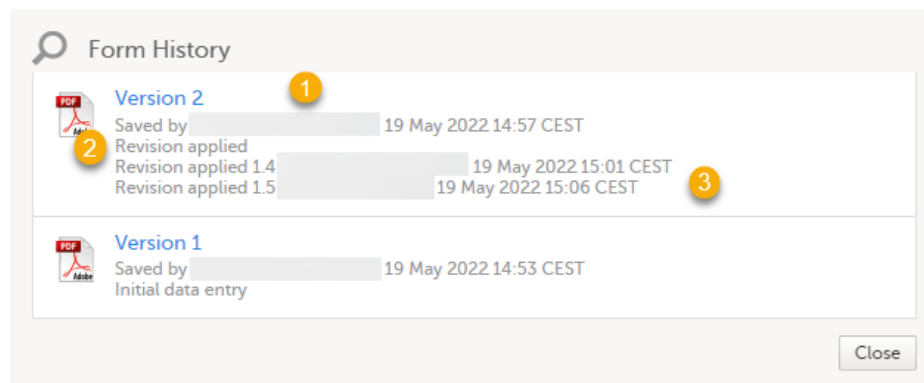 Form History
1
Version 2
PDF
Adobe
Saved by 19 May 2022 14:57 CEST
2
Revision applied
Revision applied 1.4 19 May 2022 15:01 CEST
Revision applied 1.5 19 May 2022 15:06 CEST
3
Version 1
PDF
Adobe
Saved by 19 May 2022 14:53 CEST
Initial data entry
Close